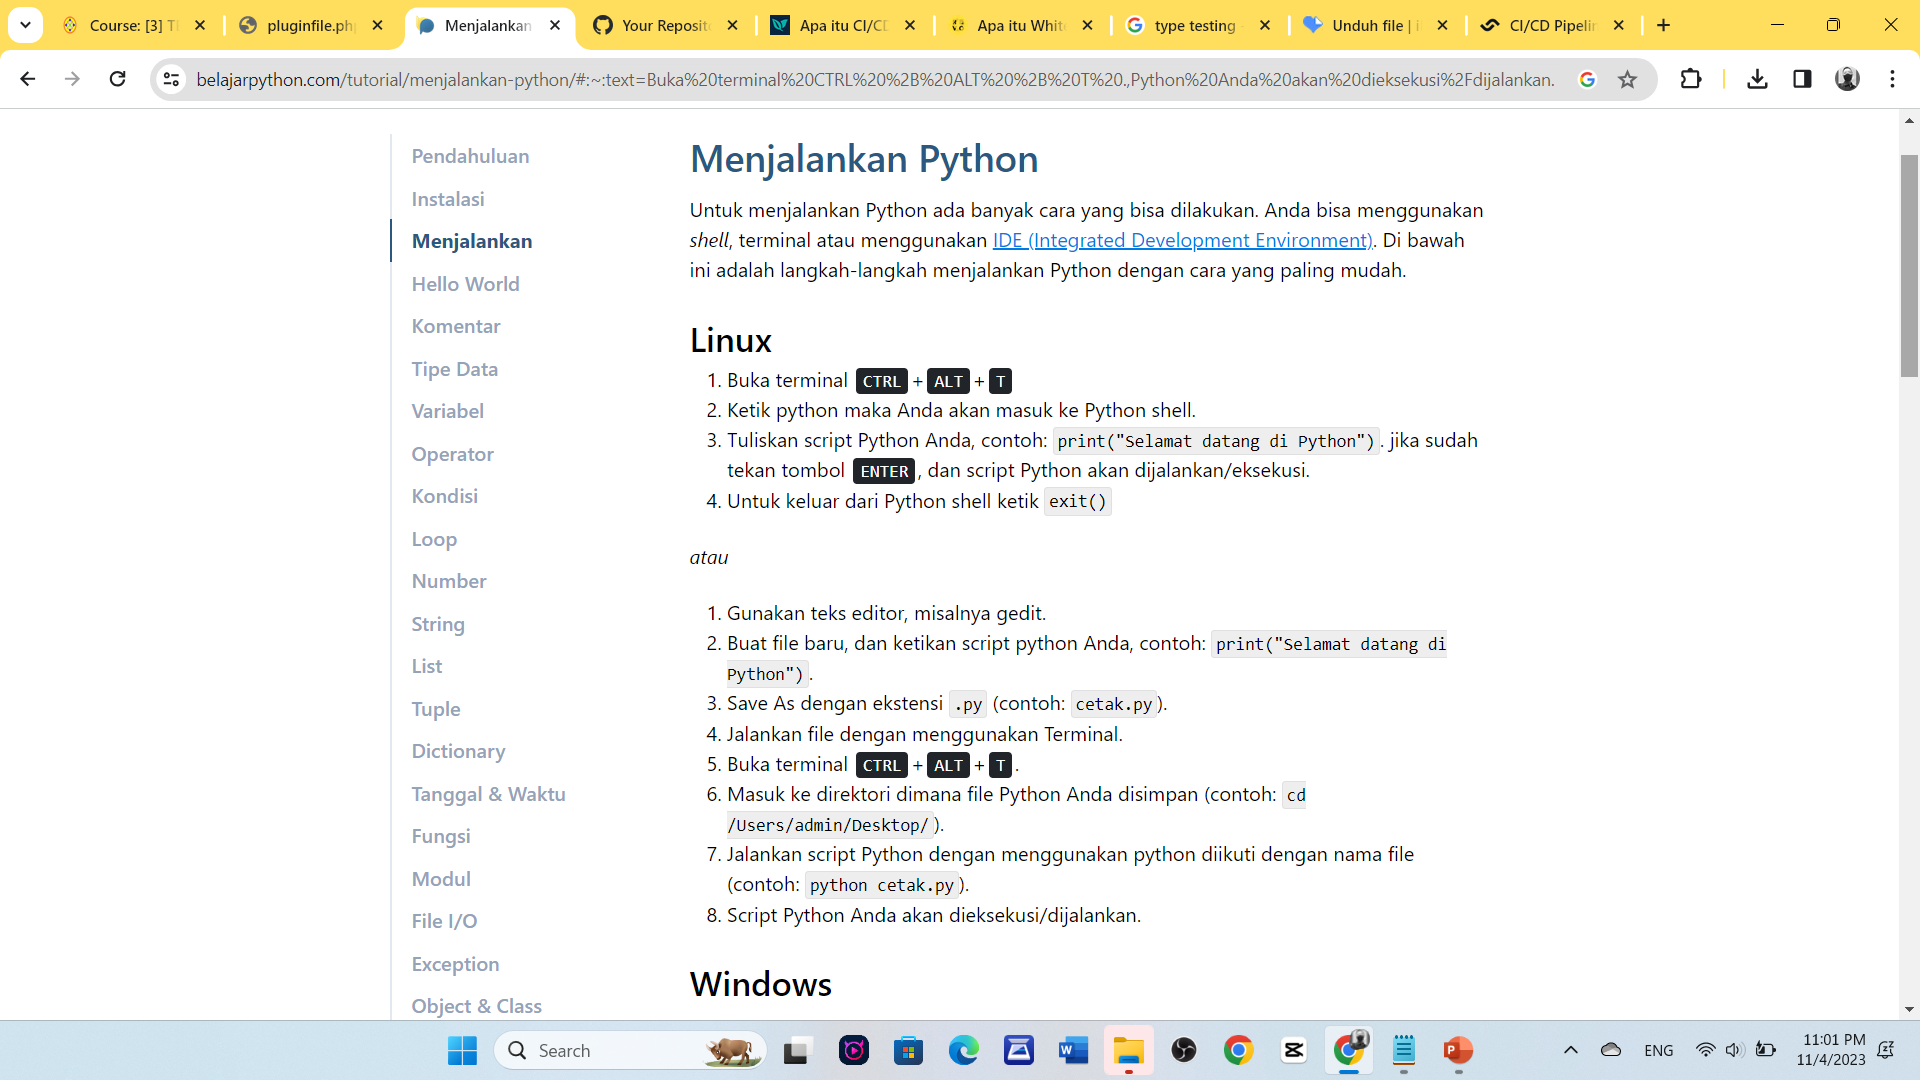 Course: [3] T
pluginfile.ph
Menjalankan
Your Reposit
Apa itu CI/CD
Apa itu Whit
type testing
Unduh file | i
CI/CD Pipelin
belajarpython.com/tutorial/menjalankan-python/#:~:text=Buka%20terminal%20CTRL%20%2B%20ALT%20%2B%20T%20.,Python%20Anda%20akan%20dieksekusi%2Fdijalankan.
Pendahuluan
Instalasi
Menjalankan
Hello World
Komentar
Tipe Data
Variabel
Operator
Kondisi
Loop
Number
String
List
Tuple
Dictionary
Tanggal & Waktu
Fungsi
Modul
File I/O
Exception
Object & Class
Menjalankan Python
Untuk menjalankan Python ada banyak cara yang bisa dilakukan. Anda bisa menggunakan
shell, terminal atau menggunakan IDE (Integrated Development Environment). Di bawah
ini adalah langkah-langkah menjalankan Python dengan cara yang paling mudah.
Linux
1. Buka terminal CTRL + ALT + T
2. Ketik python maka Anda akan masuk ke Python shell.
3. Tuliskan script Python Anda, contoh: print("Selamat datang di Python") . jika sudah
tekan tombol ENTER , dan script Python akan dijalankan/eksekusi.
4. Untuk keluar dari Python shell ketik exit()
atau
1. Gunakan teks editor, misalnya gedit.
2. Buat file baru, dan ketikan script python Anda, contoh: print("Selamat datang di
Python") .
3. Save As dengan ekstensi .py (contoh: cetak.py ).
4. Jalankan file dengan menggunakan Terminal.
5. Buka terminal CTRL + ALT + T .
6. Masuk ke direktori dimana file Python Anda disimpan (contoh: cd
/Users/admin/Desktop/ ).
7. Jalankan script Python dengan menggunakan python diikuti dengan nama file
(contoh: python cetak.py ).
8. Script Python Anda akan dieksekusi/dijalankan.
Windows
Search
ENG
11:01 PM
11/4/2023